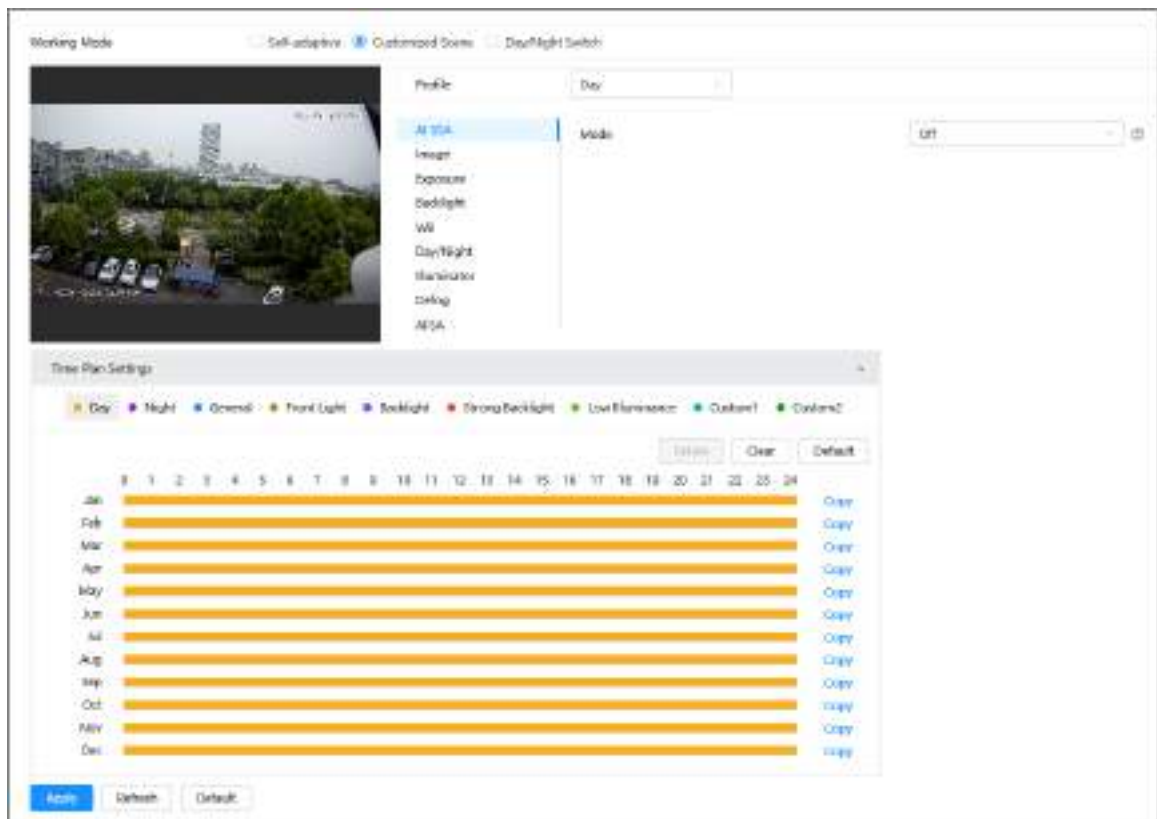 Working Mode Self-adaptive Customized Scene Day/Night Switch
Profile Day
AI SSA Mode Off
Image
Exposure
Backlight
WB
Day/Night
Illuminator
Defog
Time Plan Settings
Day Night General Front Light Backlight Strong Backlight Low Illuminance Custom1 Custom2
Clear Default
0 1 2 3 4 5 6 7 8 9 10 11 12 13 14 15 16 17 18 19 20 21 22 23 24
Jan Copy
Feb Copy
Mar Copy
Apr Copy
May Copy
Jun Copy
Jul Copy
Aug Copy
Sep Copy
Oct Copy
Nov Copy
Dec Copy
Apply Refresh Default